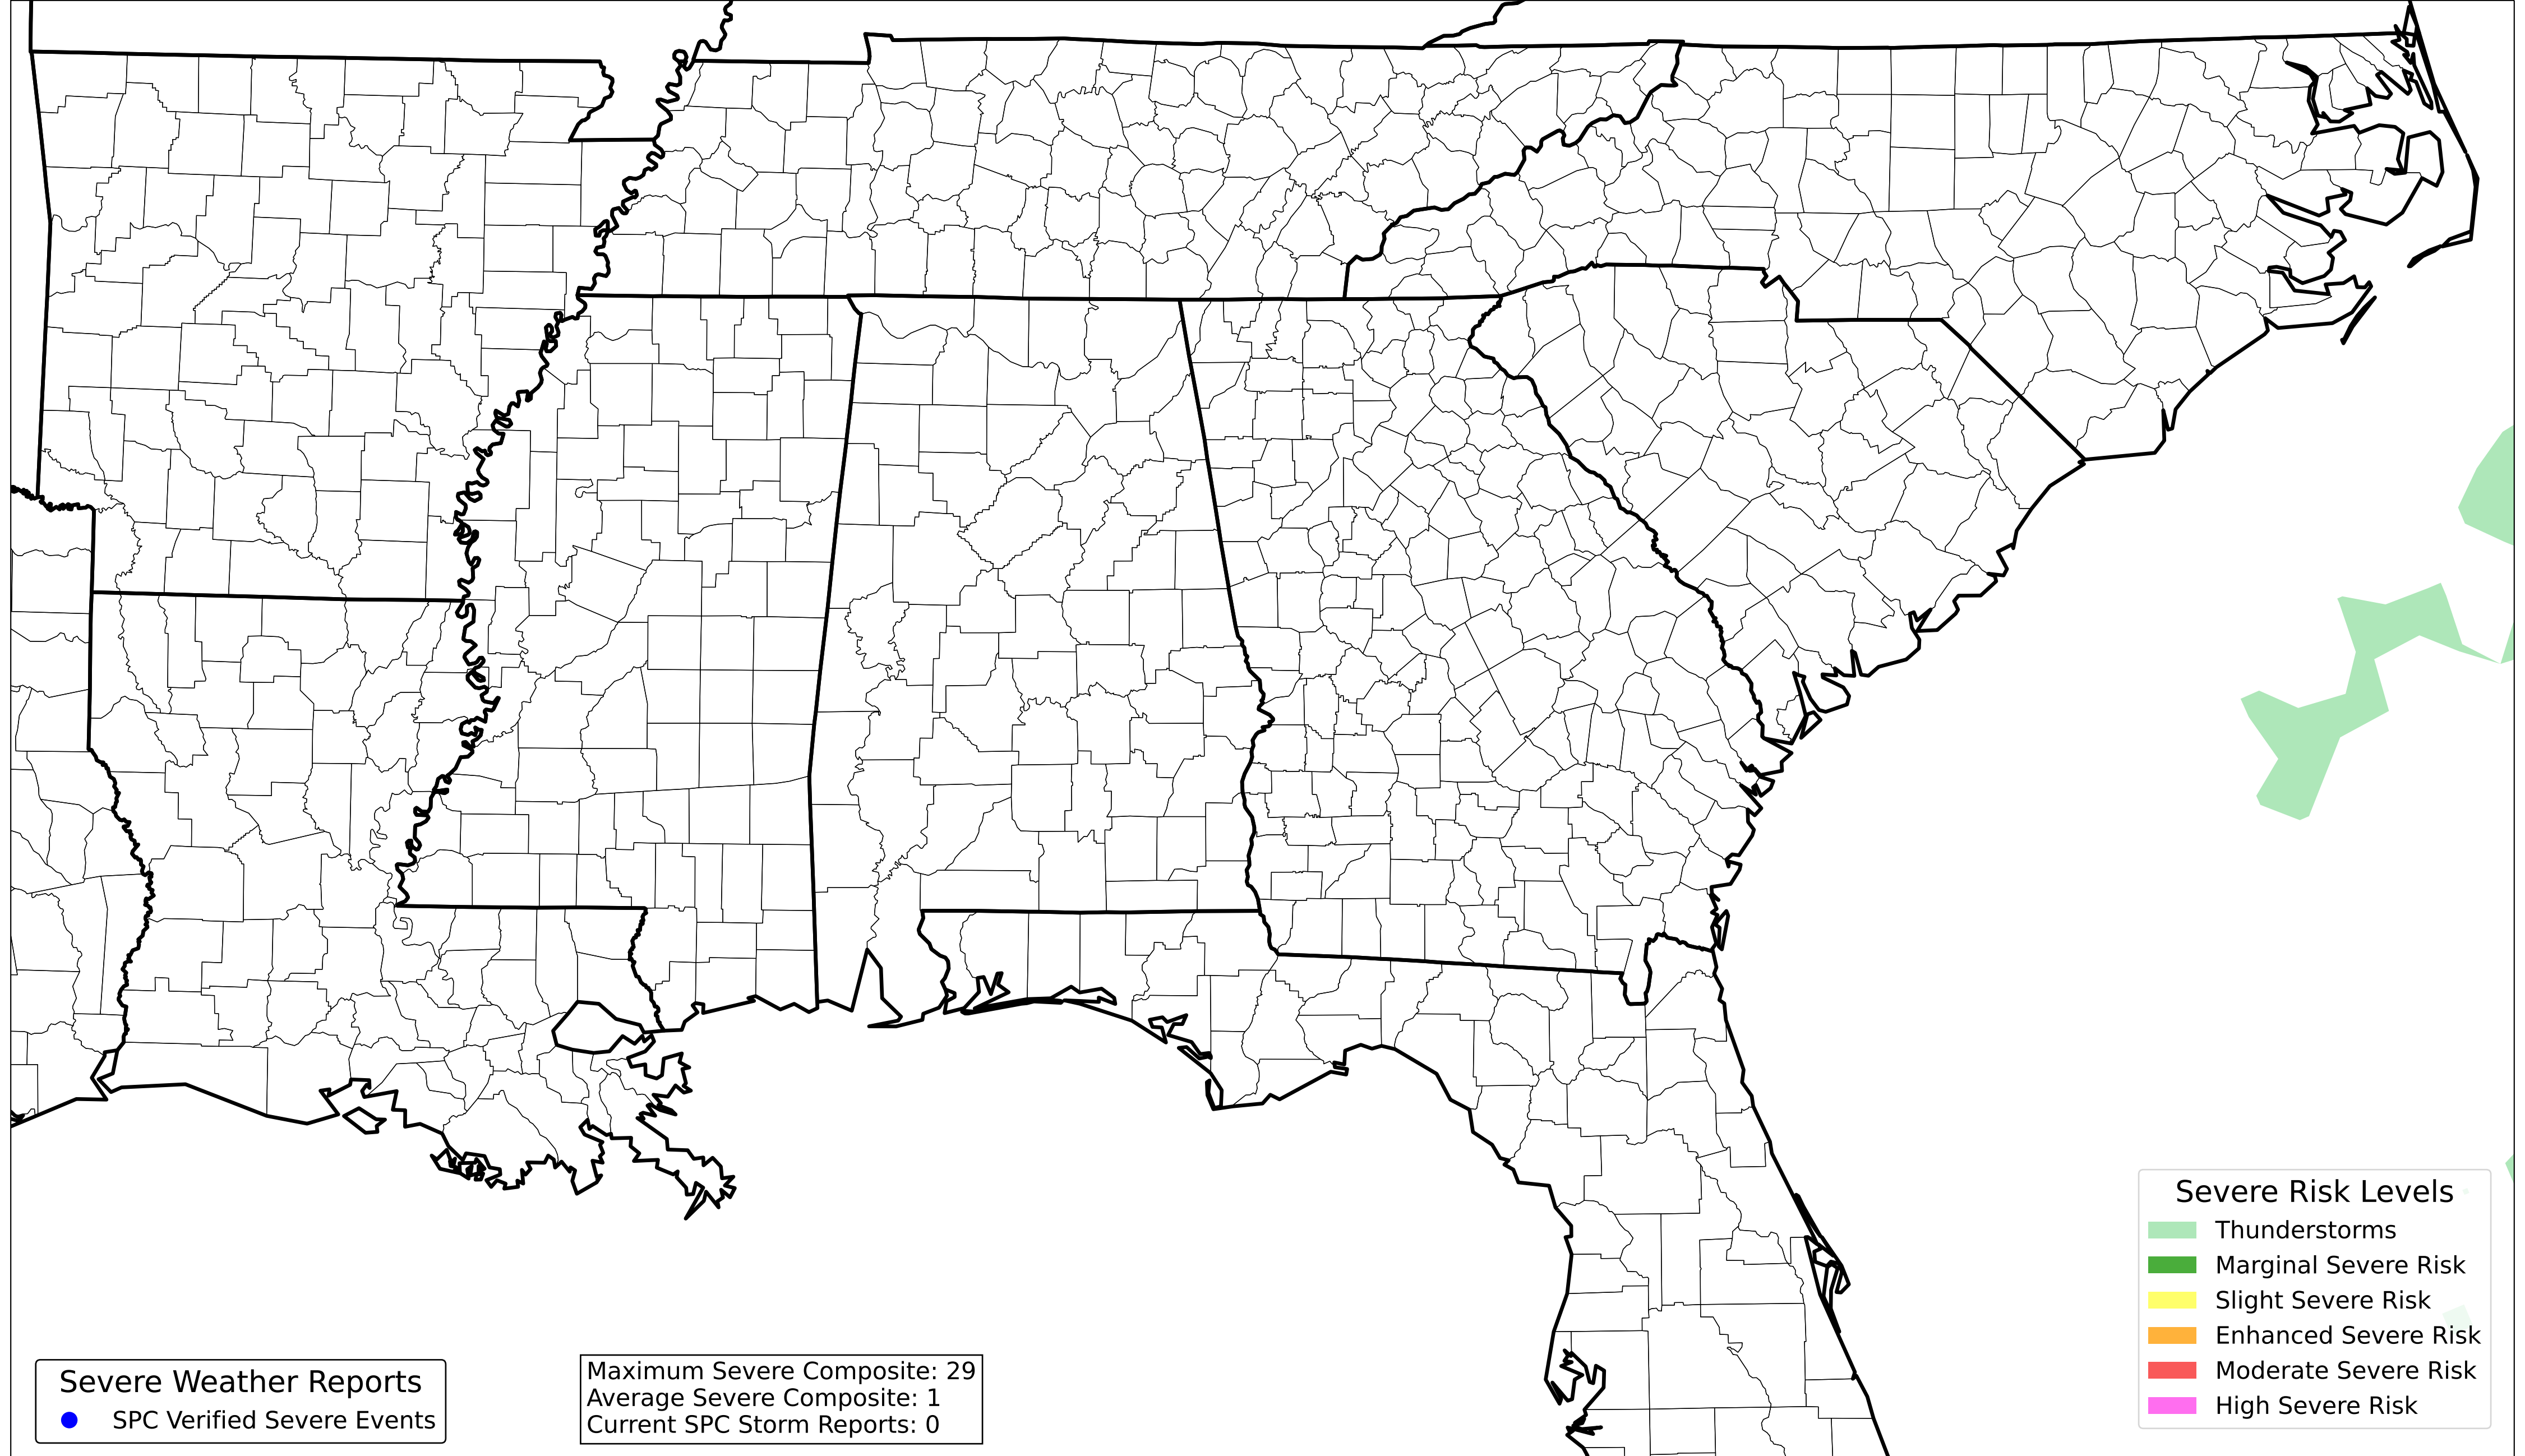 Severe Risk Levels
Thunderstorms
Marginal Severe Risk
Slight Severe Risk
Enhanced Severe Risk
Moderate Severe Risk
High Severe Risk
Severe Weather Reports
SPC Verified Severe Events
Maximum Severe Composite: 29
Average Severe Composite: 1
Current SPC Storm Reports: 0